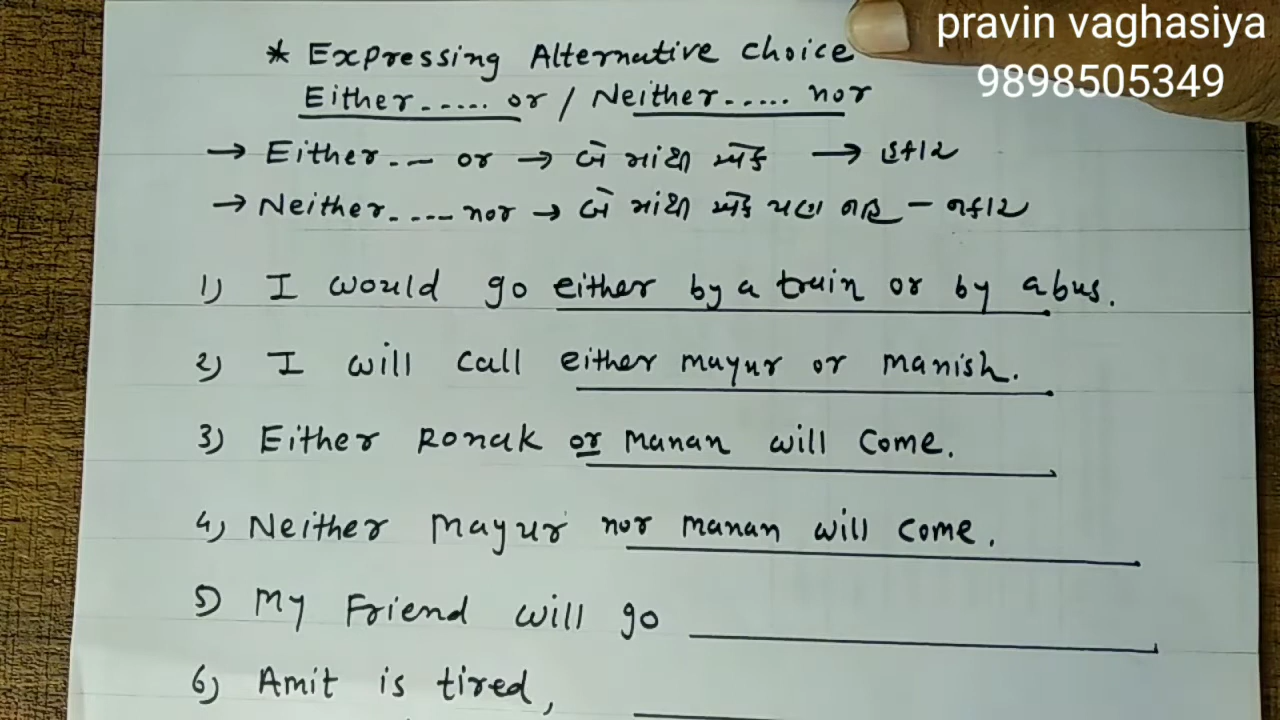 pravin vaghasiya
9898505349
* Expressing Alternative Choice
Either..... or / Neither..... nor
→ Either... or → બે માંથી એક → હકાર
→ Neither.... nor → બે માંથી એક પણ નહિ - નકાર
1) I would go either by a train or by a bus.
2) I will call either mayur or manish.
3) Either Ronak or manan will come.
4) Neither mayur nor manan will come.
5) My Friend will go
6) Amit is tired,